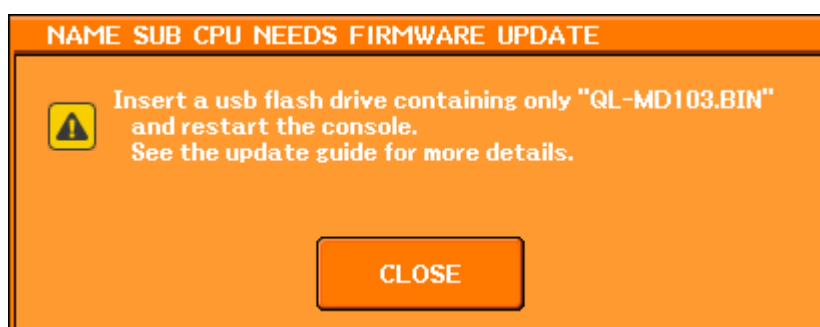 NAME SUB CPU NEEDS FIRMWARE UPDATE
Insert a usb flash drive containing only "QL-MD103.BIN"
and restart the console.
See the update guide for more details.
CLOSE